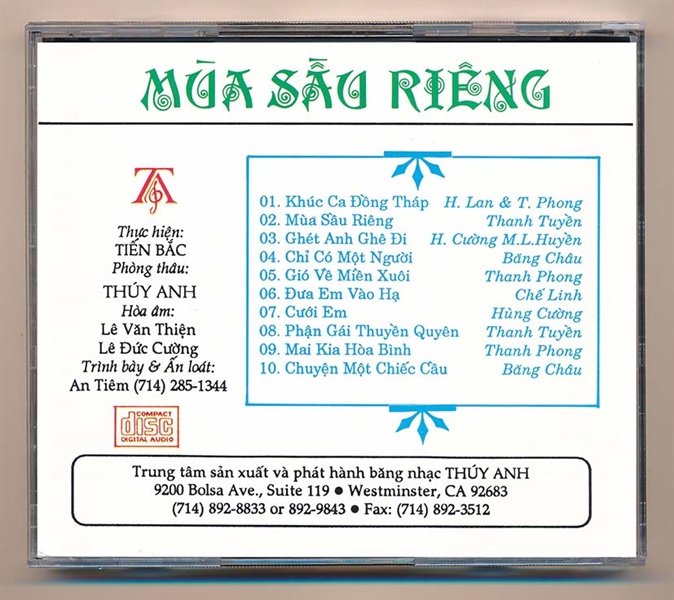 MÙA SẦU RIÊNG
TA
Thực hiện:
TIẾN BẮC
Phòng thâu:
THÚY ANH
Hòa âm:
Lê Văn Thiện
Lê Đức Cường
Trình bày & Ấn loát:
An Tiêm (714) 285-1344
COMPACT
disc
DIGITAL AUDIO
01. Khúc Ca Đồng Tháp H. Lan & T. Phong
02. Mùa Sầu Riêng Thanh Tuyền
03. Ghét Anh Ghê Đi H. Cường M.L.Huyền
04. Chỉ Có Một Người Băng Châu
05. Gió Về Miền Xuôi Thanh Phong
06. Đưa Em Vào Hạ Chế Linh
07. Cưới Em Hùng Cường
08. Phận Gái Thuyền Quyên Thanh Tuyền
09. Mai Kia Hòa Bình Thanh Phong
10. Chuyện Một Chiếc Cầu Băng Châu
Trung tâm sản xuất và phát hành băng nhạc THÚY ANH
9200 Bolsa Ave., Suite 119 ● Westminster, CA 92683
(714) 892-8833 or 892-9843 ● Fax: (714) 892-3512